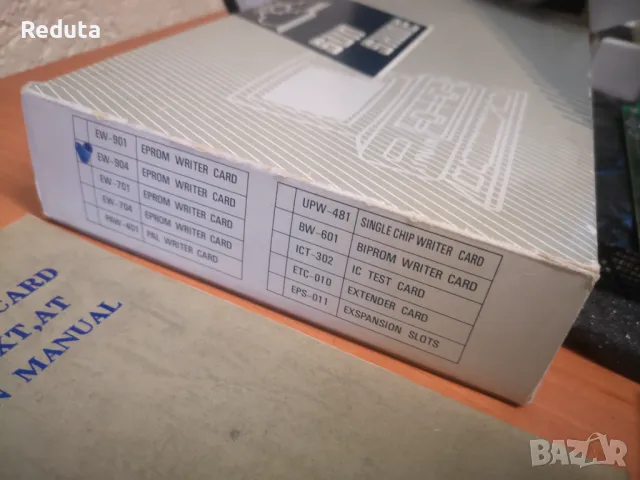 Reduta
EW-901 EPROM WRITER CARD
EW-904 EPROM WRITER CARD
EW-701 EPROM WRITER CARD
EW-704 EPROM WRITER CARD
PAL WRITER CARD
UPW-481 SINGLE CHIP WRITER CARD
BW-601 BIPROM WRITER CARD
ICT-302 IC TEST CARD
ETC-010 EXTENDER CARD
EPS-011 EXSPANSION SLOTS
CARD
XT,AT
MANUAL
BAZAR